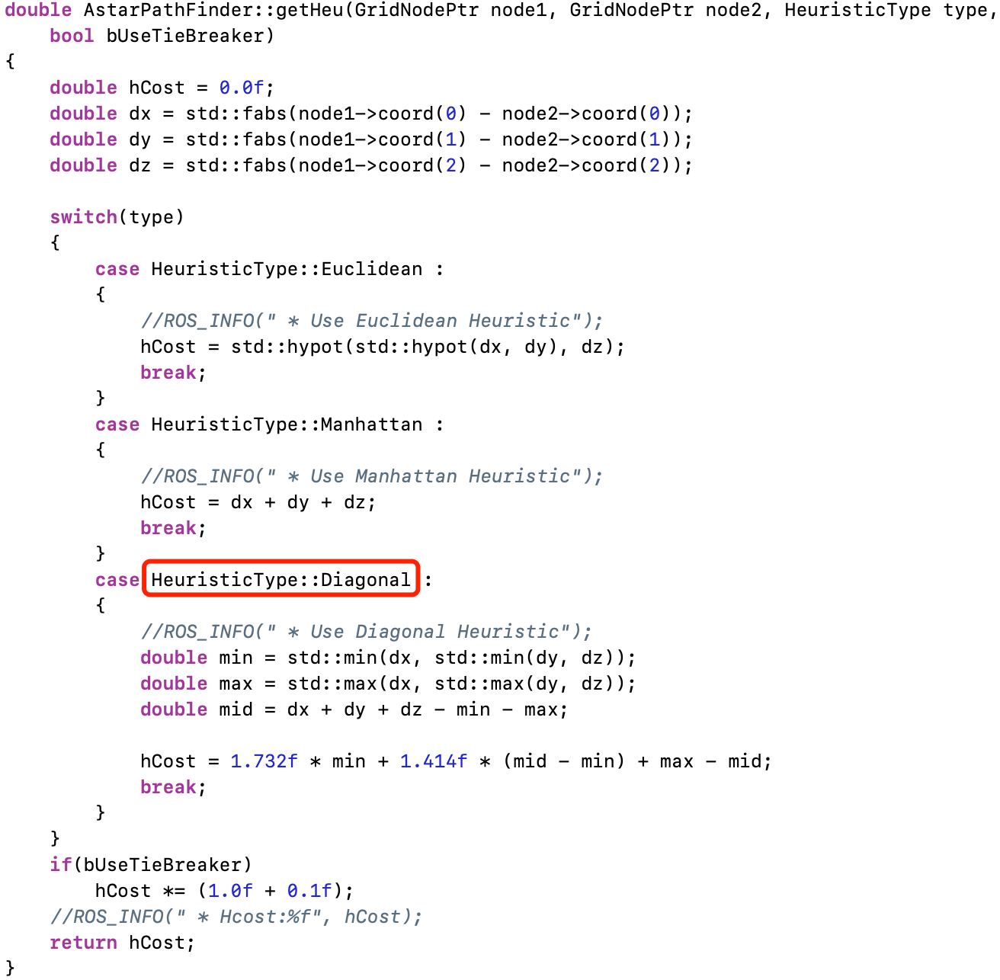 double AstarPathFinder::getHeu(GridNodePtr node1, GridNodePtr node2, HeuristicType type,
    bool bUseTieBreaker)
{
    double hCost = 0.0f;
    double dx = std::fabs(node1->coord(0) - node2->coord(0));
    double dy = std::fabs(node1->coord(1) - node2->coord(1));
    double dz = std::fabs(node1->coord(2) - node2->coord(2));

    switch(type)
    {
        case HeuristicType::Euclidean :
        {
            //ROS_INFO(" * Use Euclidean Heuristic");
            hCost = std::hypot(std::hypot(dx, dy), dz);
            break;
        }
        case HeuristicType::Manhattan :
        {
            //ROS_INFO(" * Use Manhattan Heuristic");
            hCost = dx + dy + dz;
            break;
        }
        case HeuristicType::Diagonal :
        {
            //ROS_INFO(" * Use Diagonal Heuristic");
            double min = std::min(dx, std::min(dy, dz));
            double max = std::max(dx, std::max(dy, dz));
            double mid = dx + dy + dz - min - max;

            hCost = 1.732f * min + 1.414f * (mid - min) + max - mid;
            break;
        }
    }
    if(bUseTieBreaker)
        hCost *= (1.0f + 0.1f);
    //ROS_INFO(" * Hcost:%f", hCost);
    return hCost;
}